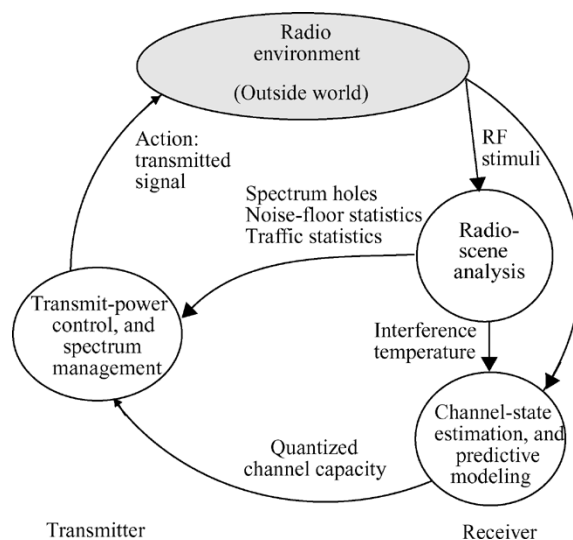 Radio
environment
(Outside world)
Action:
transmitted
signal
RF
stimuli
Spectrum holes
Noise-floor statistics
Traffic statistics
Radio-
scene
analysis
Transmit-power
control, and
spectrum
management
Interference
temperature
Channel-state
estimation, and
predictive
modeling
Quantized
channel capacity
Transmitter
Receiver